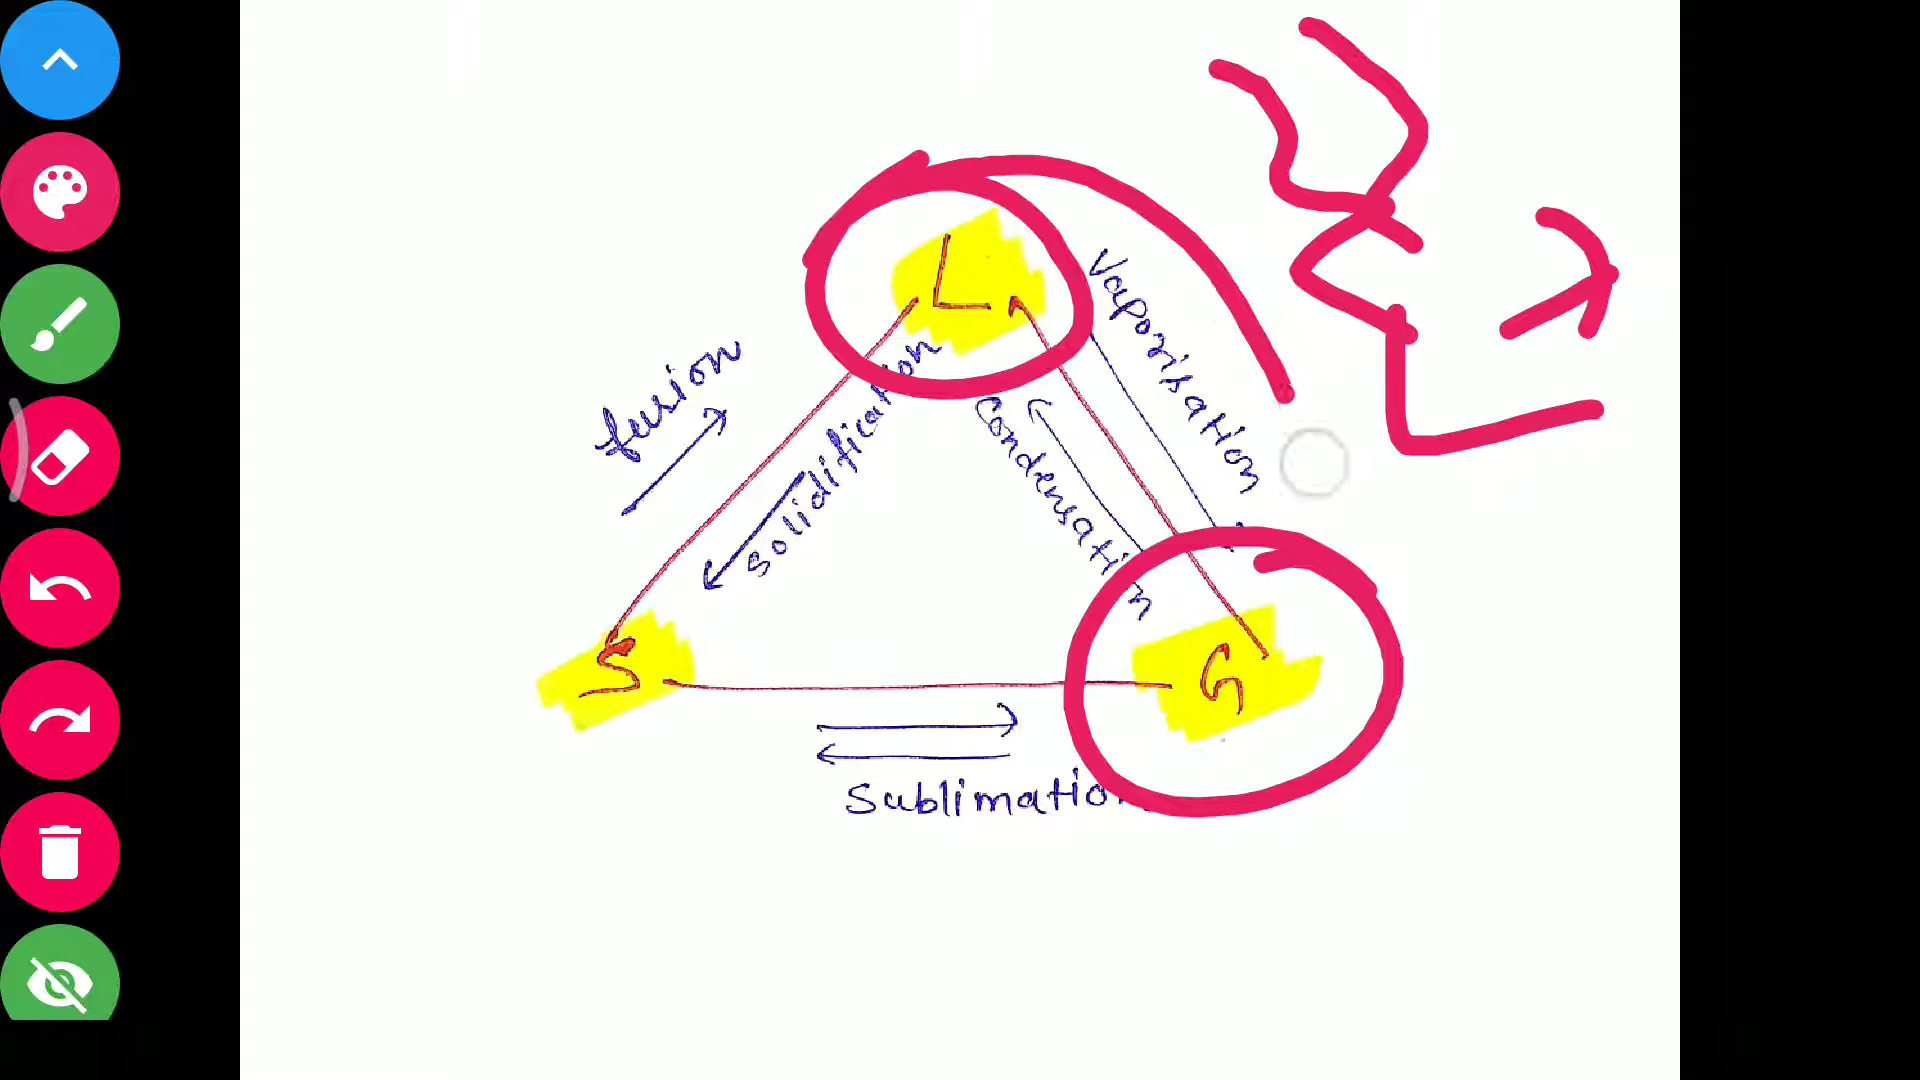 L
Vaporisation
fusion
solidification
Condensation
S
G
Sublimation